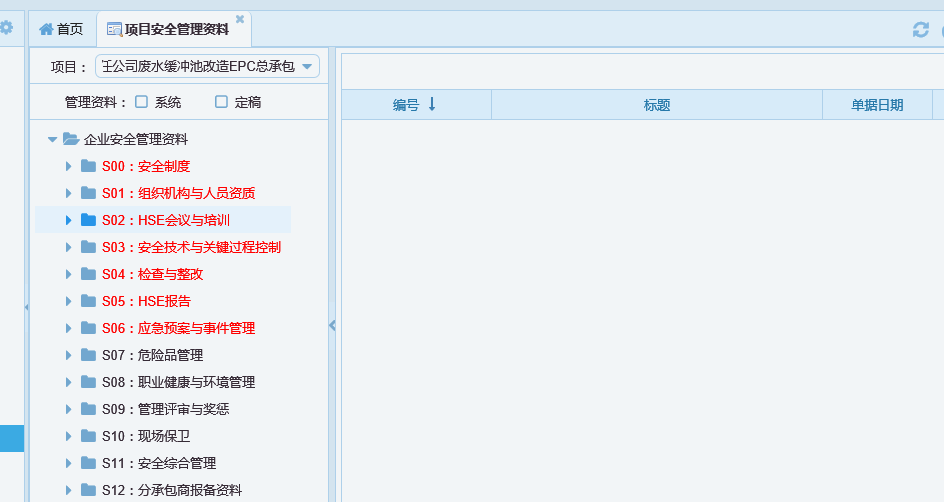 首页
项目安全管理资料
项目：
任公司废水缓冲池改造EPC总承包
管理资料：
系统
定稿
编号
标题
单据日期
企业安全管理资料
S00：安全制度
S01：组织机构与人员资质
S02：HSE会议与培训
S03：安全技术与关键过程控制
S04：检查与整改
S05：HSE报告
S06：应急预案与事件管理
S07：危险品管理
S08：职业健康与环境管理
S09：管理评审与奖惩
S10：现场保卫
S11：安全综合管理
S12：分承包商报备资料